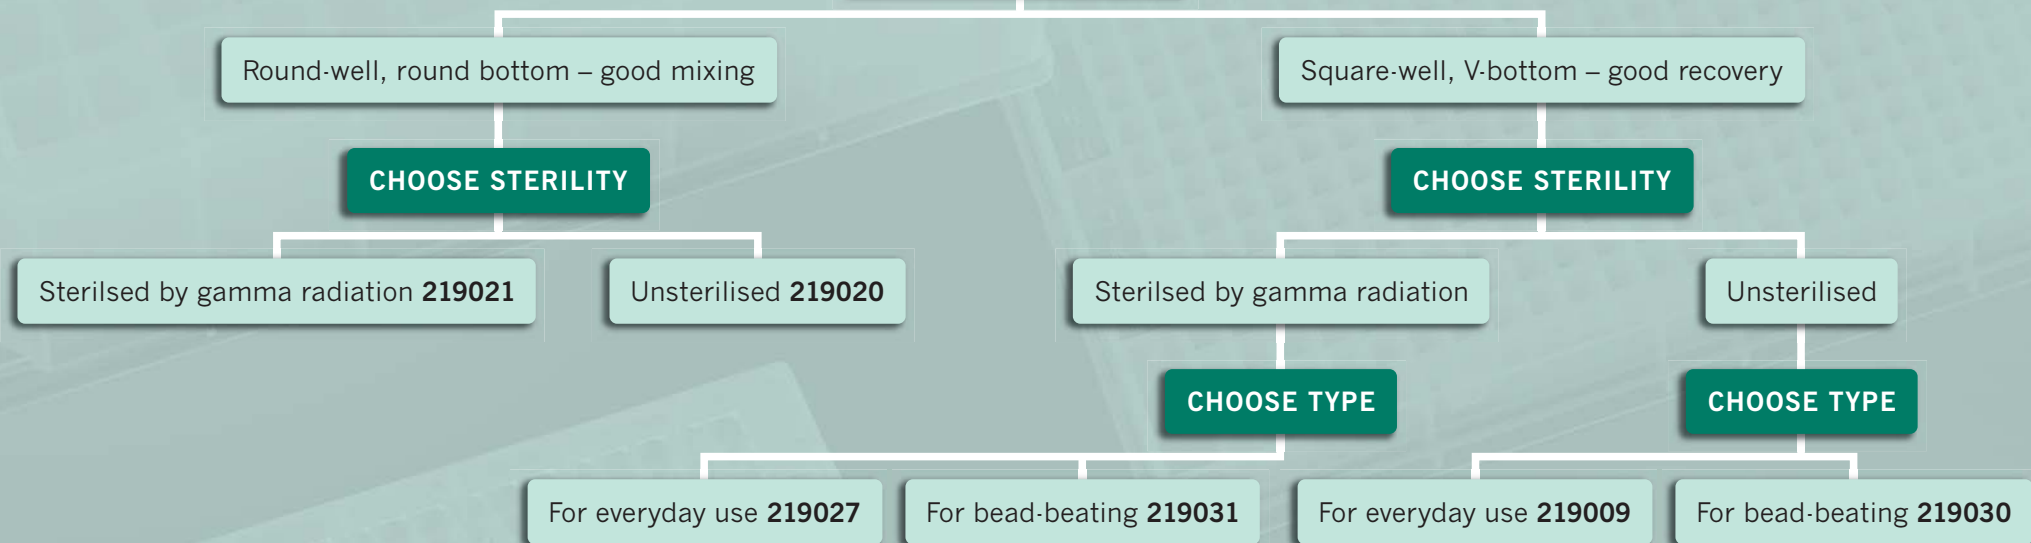 Round-well, round bottom – good mixing
Square-well, V-bottom – good recovery
CHOOSE STERILITY
CHOOSE STERILITY
Sterilsed by gamma radiation 219021
Unsterilised 219020
Sterilsed by gamma radiation
Unsterilised
CHOOSE TYPE
CHOOSE TYPE
For everyday use 219027
For bead-beating 219031
For everyday use 219009
For bead-beating 219030